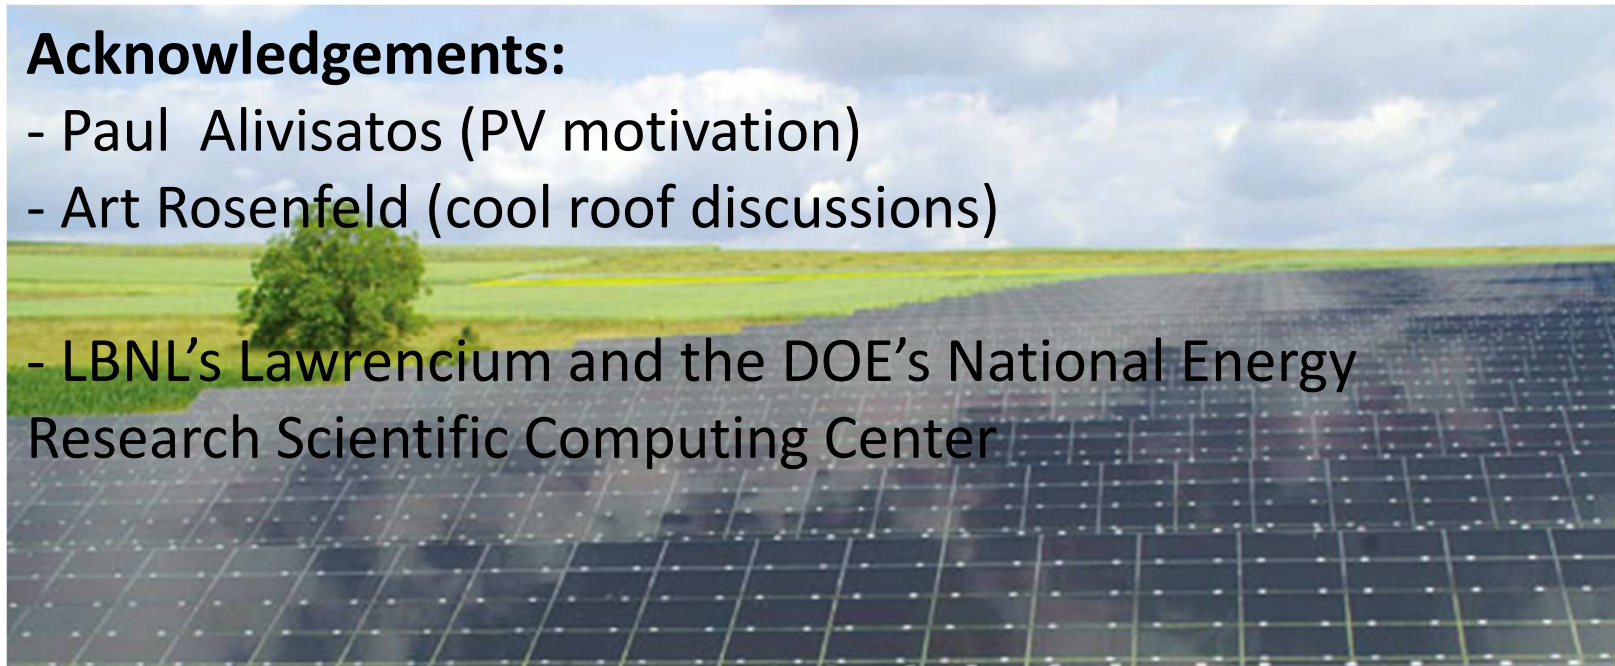 Acknowledgements:
- Paul  Alivisatos (PV motivation)
- Art Rosenfeld (cool roof discussions)
- LBNL’s Lawrencium and the DOE’s National Energy
Research Scientific Computing Center